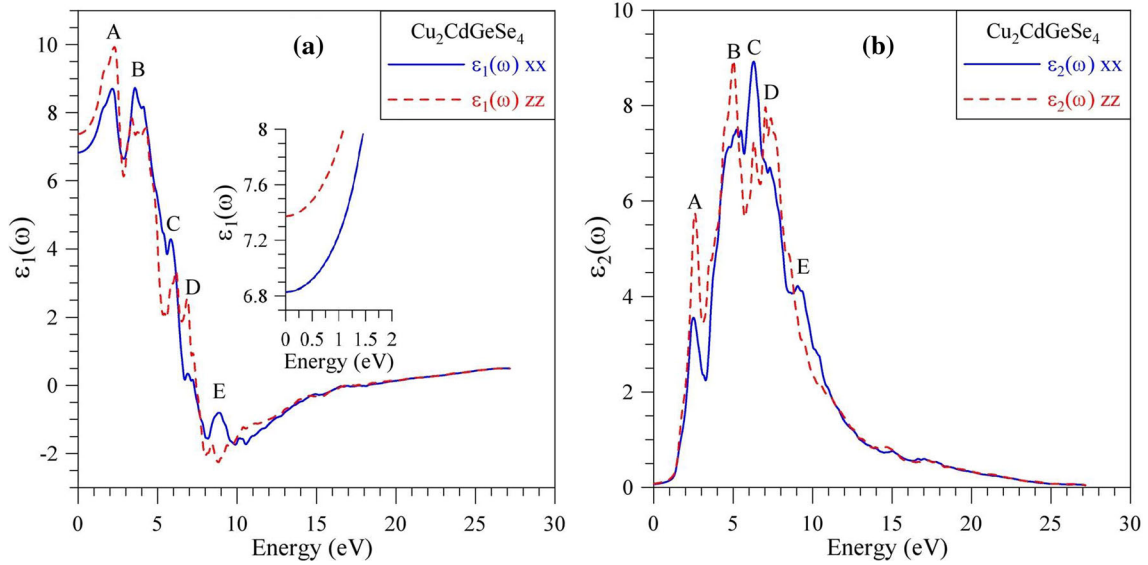 (a)
Cu₂CdGeSe₄
ε₁(ω) xx
ε₁(ω) zz
A
B
C
D
E
ε₁(ω)
10
8
6
4
2
0
-2
0
5
10
15
20
25
30
Energy (eV)
ε₁(ω)
8
7.6
7.2
6.8
0
0.5
1
1.5
2
Energy (eV)
(b)
Cu₂CdGeSe₄
ε₂(ω) xx
ε₂(ω) zz
A
B
C
D
E
ε₂(ω)
10
8
6
4
2
0
0
5
10
15
20
25
30
Energy (eV)